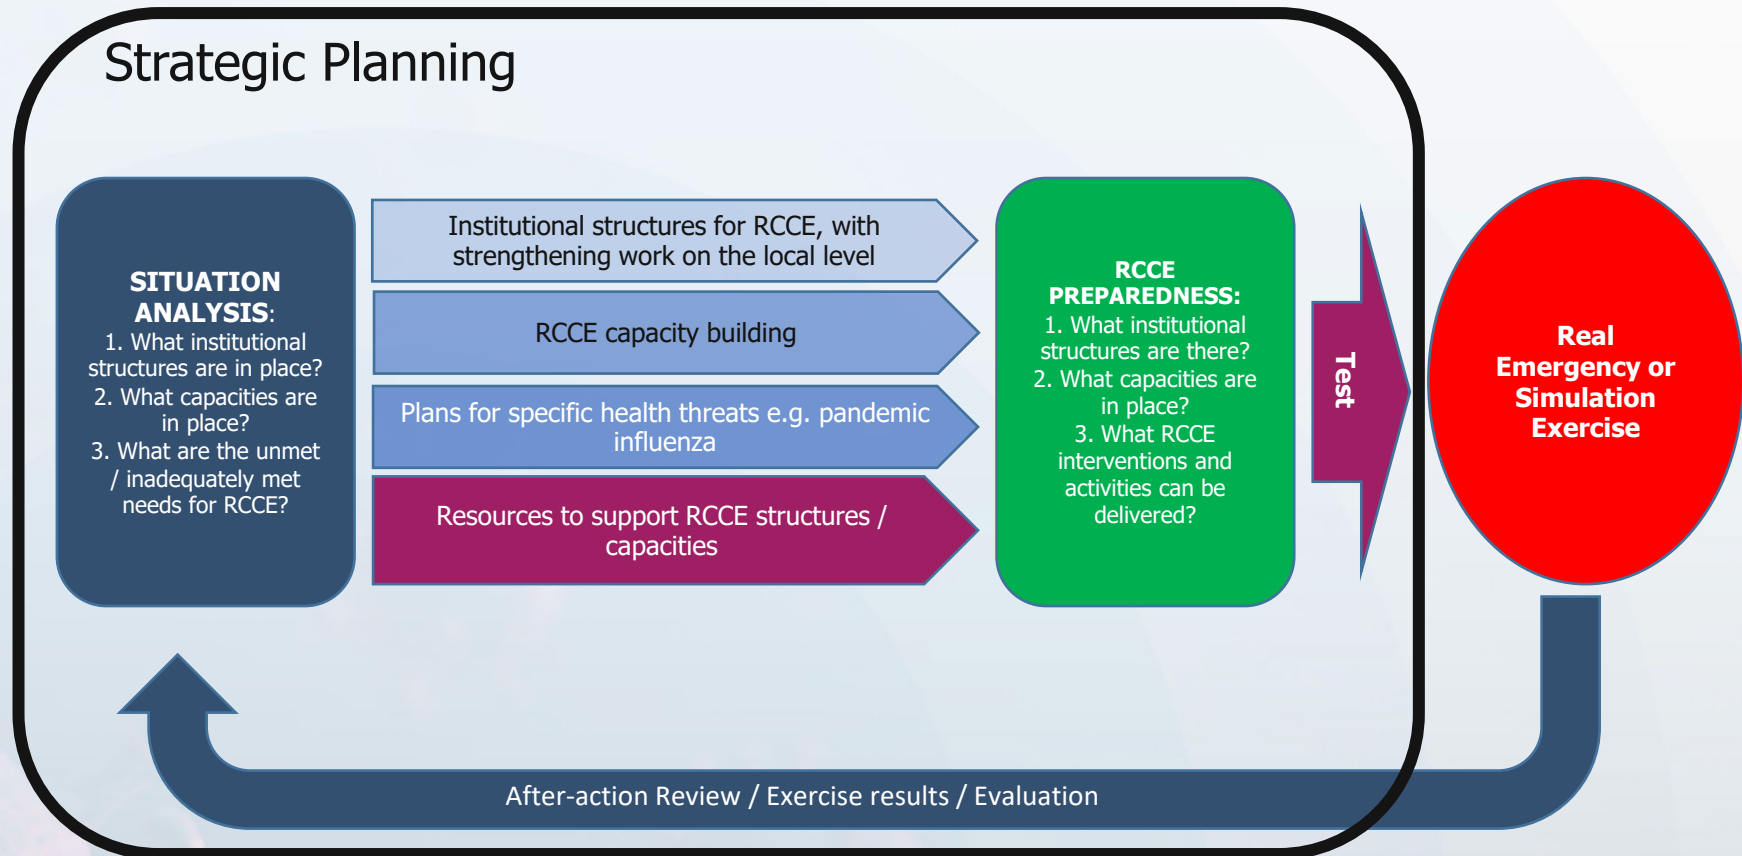 Strategic Planning
SITUATION
ANALYSIS:
1. What institutional
structures are in place?
2. What capacities are
in place?
3. What are the unmet
/ inadequately met
needs for RCCE?
Institutional structures for RCCE, with
strengthening work on the local level
RCCE capacity building
Plans for specific health threats e.g. pandemic
influenza
Resources to support RCCE structures /
capacities
RCCE
PREPAREDNESS:
1. What institutional
structures are there?
2. What capacities are
in place?
3. What RCCE
interventions and
activities can be
delivered?
Test
Real
Emergency or
Simulation
Exercise
After-action Review / Exercise results / Evaluation